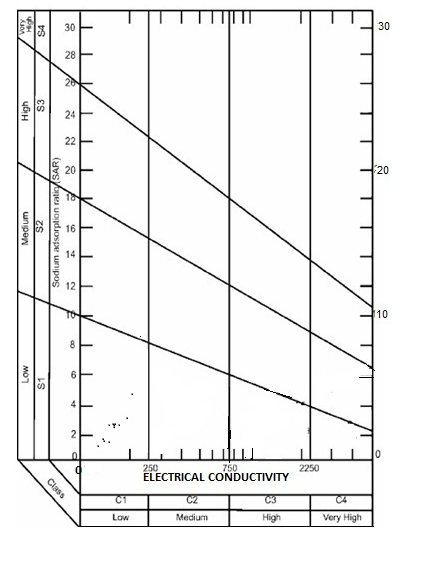 Very High
S4
High
S3
Medium
S2
Low
S1
Sodium adsorption ratio (SAR)
30
28
26
24
22
20
18
16
14
12
10
8
6
4
2
0
30
20
10
0
0 250 750 2250
ELECTRICAL CONDUCTIVITY
Class
C1 C2 C3 C4
Low Medium High Very High